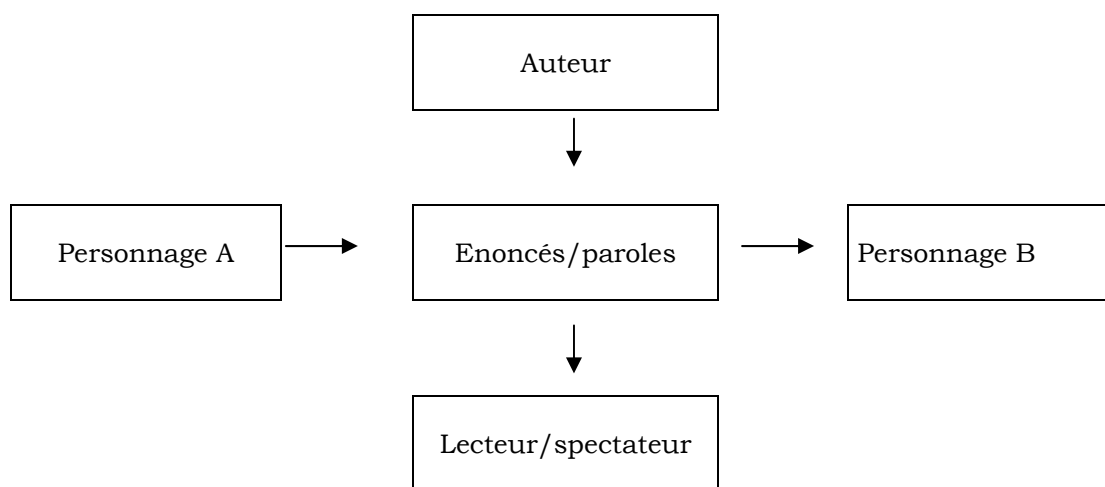 Auteur
Personnage A
Enoncés/paroles
Personnage B
Lecteur/spectateur